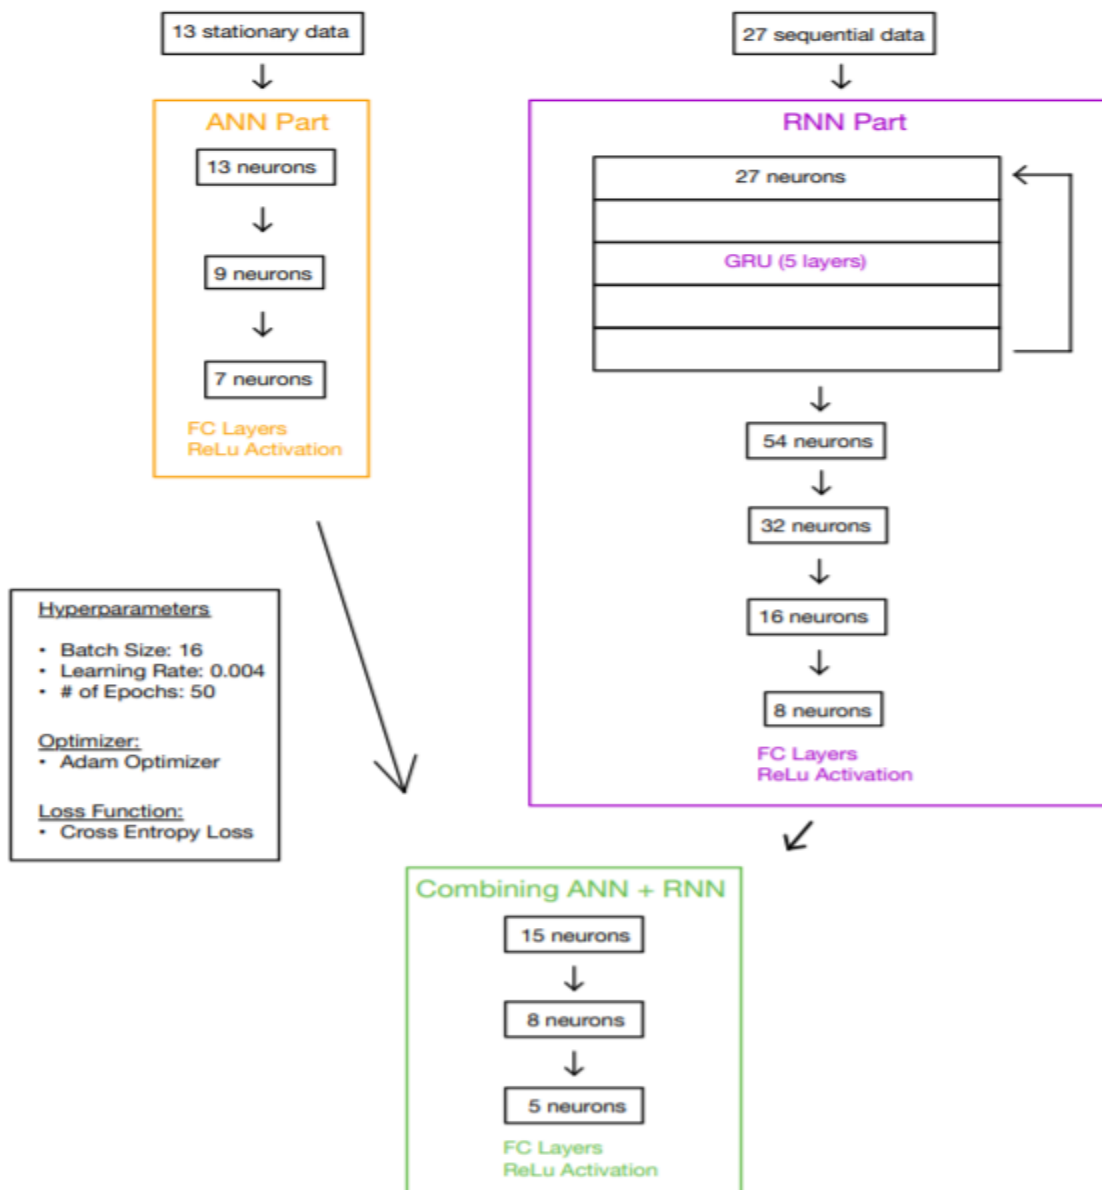 13 stationary data
27 sequential data
ANN Part
13 neurons
9 neurons
7 neurons
FC Layers
ReLu Activation
RNN Part
27 neurons
GRU (5 layers)
54 neurons
32 neurons
16 neurons
8 neurons
FC Layers
ReLu Activation
Hyperparameters
• Batch Size: 16
• Learning Rate: 0.004
• # of Epochs: 50
Optimizer:
• Adam Optimizer
Loss Function:
• Cross Entropy Loss
Combining ANN + RNN
15 neurons
8 neurons
5 neurons
FC Layers
ReLu Activation